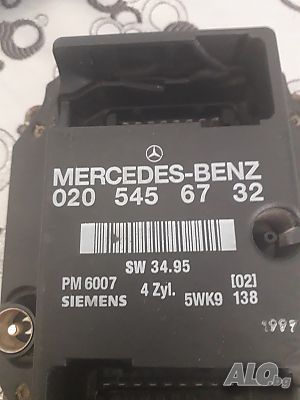 MERCEDES-BENZ
020 545 67 32
SW 34.95
PM 6007 4 Zyl. [02]
SIEMENS 5WK9 138
1997
ALO.bg